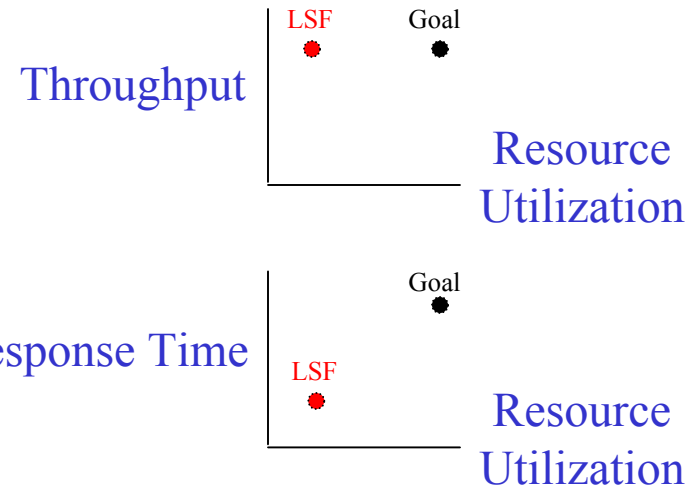 LSF Goal
Throughput
Resource
Utilization
Goal
esponse Time
LSF
Resource
Utilization